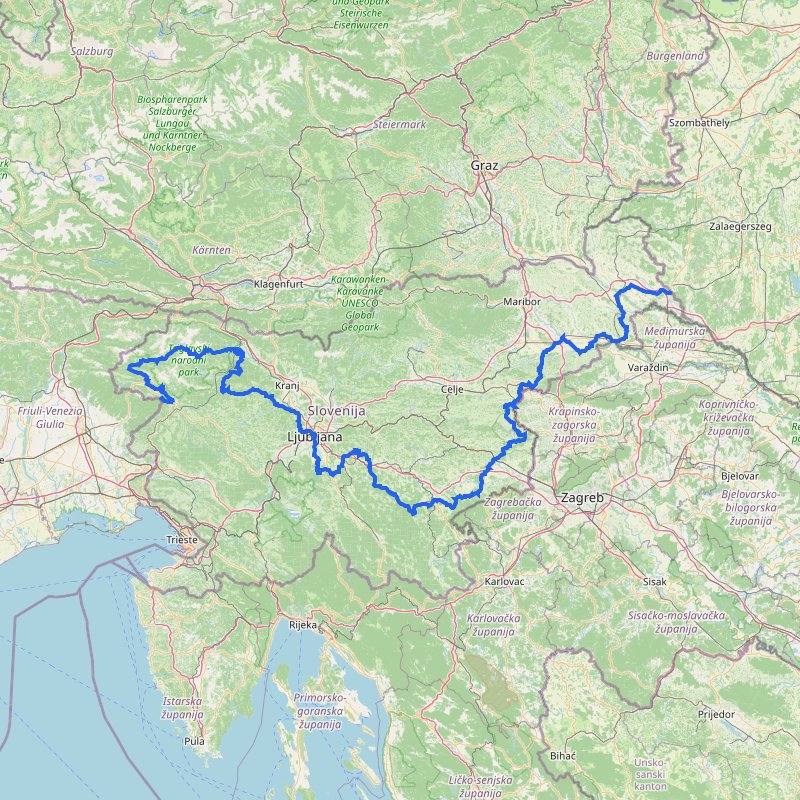 und Geopark
Steirische
Eisenwurzen
Salzburg
Burgenland
Biosphärenpark
Salzburger
Lungau
und Kärntner
Nockberge
Steiermark
Szombathely
Graz
Zalaegerszeg
Kärnten
Klagenfurt
Karawanken-
Karavanke
UNESCO
Global
Geopark
Maribor
Međimurska
županija
Triglavski
narodni
park
Varaždin
Kranj
Celje
Friuli-Venezia
Giulia
Slovenija
Krapinsko-
zagorska
županija
Koprivničko-
križevačka
županija
Ljubljana
Bjelovar
Zagreb
Zagrebačka
županija
Bjelovarsko-
bilogorska
županija
Trieste
Karlovac
Sisak
Rijeka
Karlovačka
županija
Sisačko-moslavačka
županija
Istarska
županija
Primorsko-
goranska
županija
Prijedor
Pula
Bihać
Unsko-
sanski
kanton
Ličko-senjska
županija